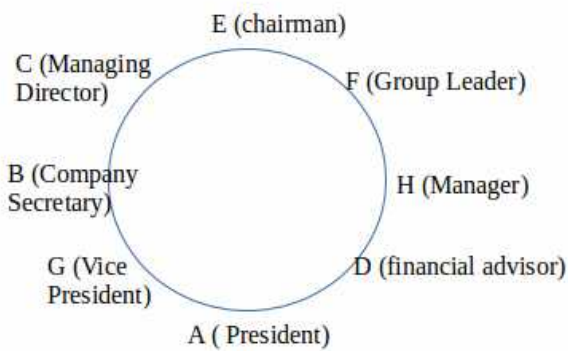 E (chairman)
C (Managing
Director)
F (Group Leader)
B (Company
Secretary)
H (Manager)
G (Vice
President)
D (financial advisor)
A ( President)